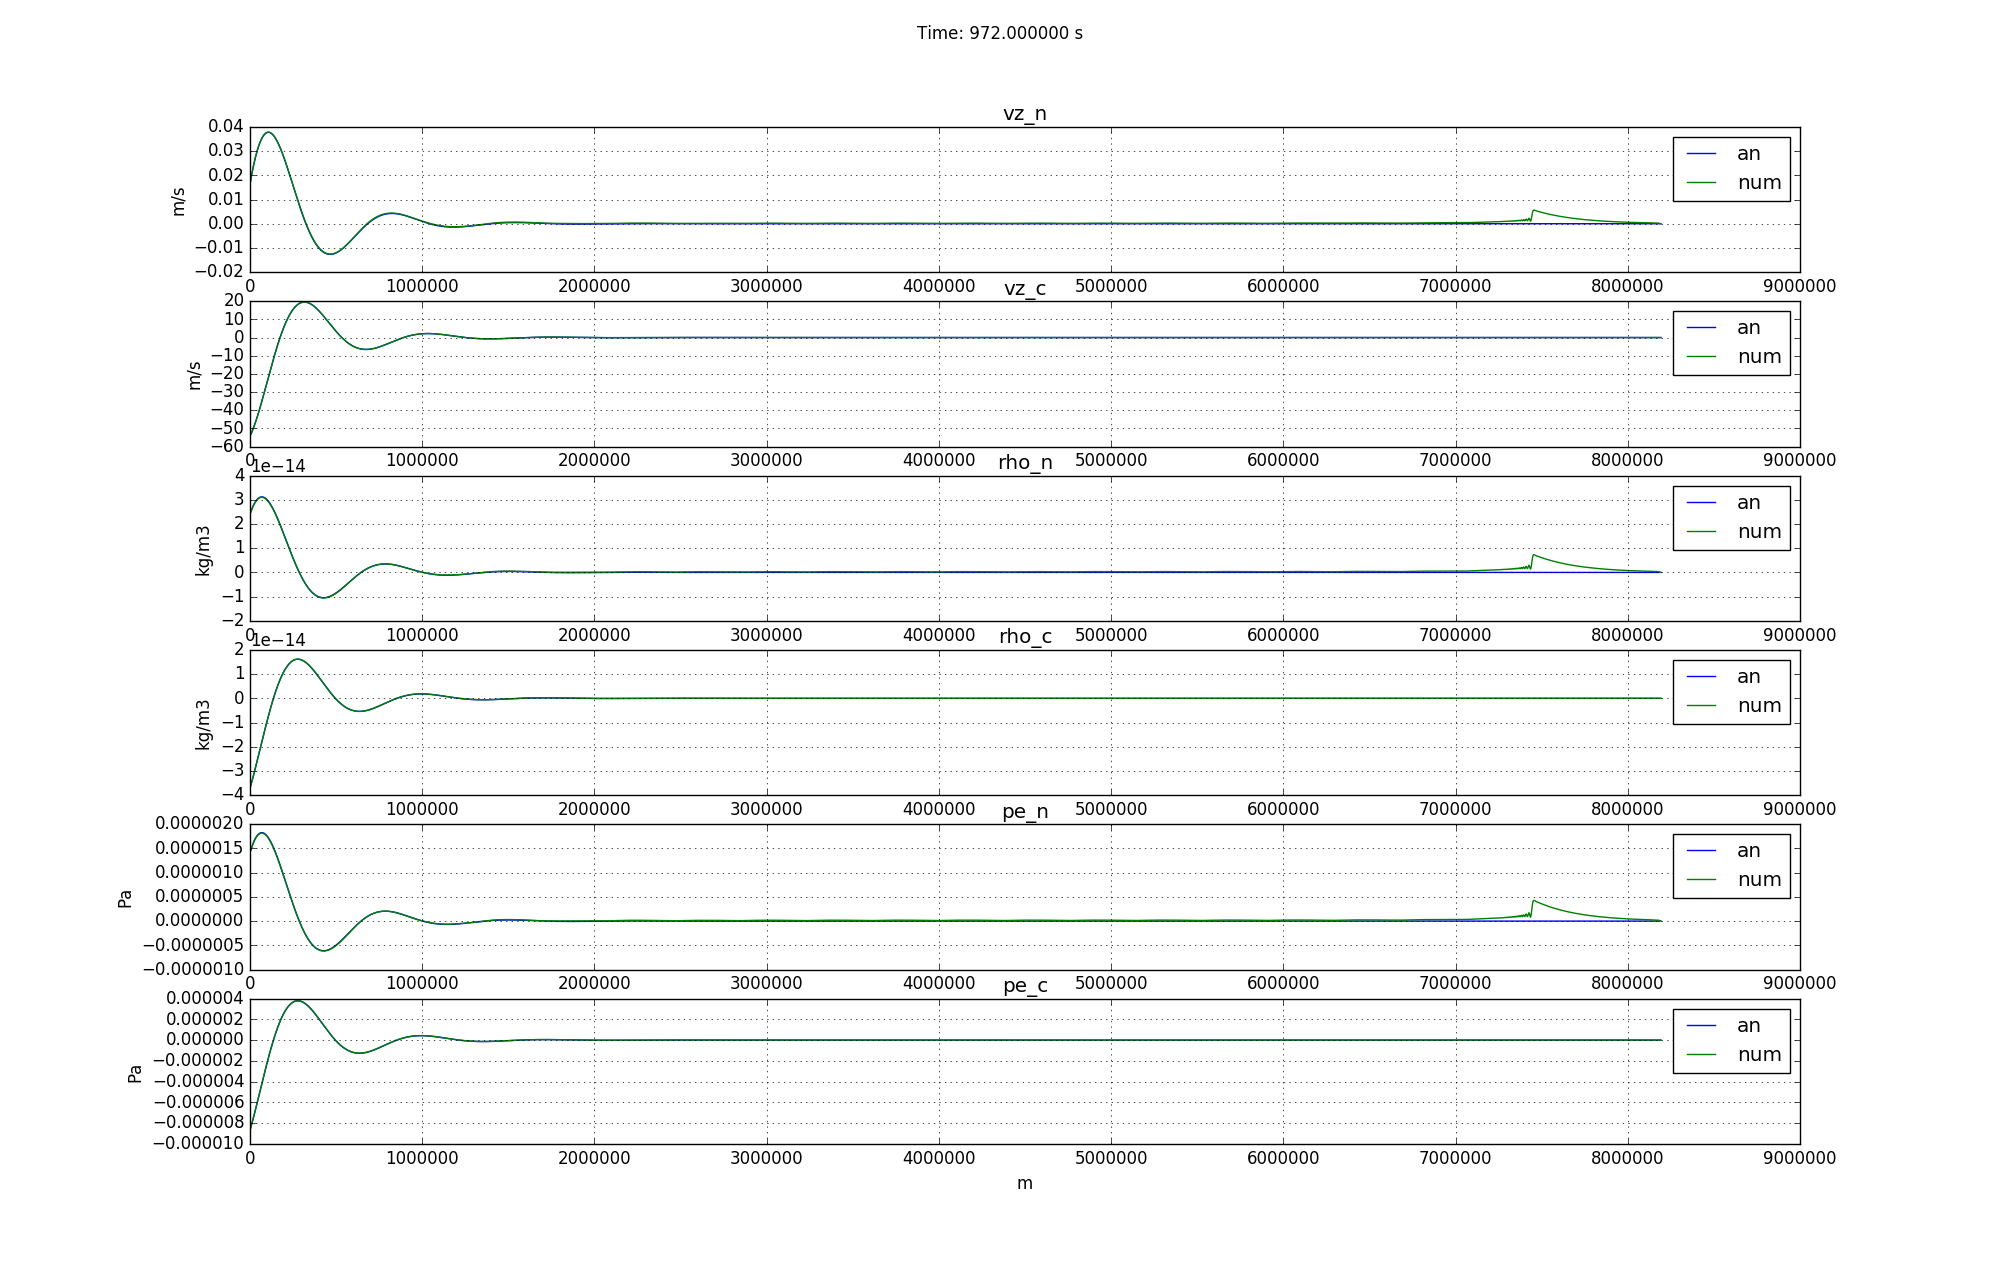 Time: 972.000000 s
vz_n
0.04
0.03
0.02
0.01
0.00
−0.01
−0.02
m/s
an
num
0 1000000 2000000 3000000 4000000 5000000 6000000 7000000 8000000 9000000
vz_c
20
10
0
−10
−20
−30
−40
−50
−60
m/s
an
num
0 1000000 2000000 3000000 4000000 5000000 6000000 7000000 8000000 9000000
1e−14
rho_n
4
3
2
1
0
−1
−2
kg/m3
an
num
0 1000000 2000000 3000000 4000000 5000000 6000000 7000000 8000000 9000000
1e−14
rho_c
2
1
0
−1
−2
−3
−4
kg/m3
an
num
0 1000000 2000000 3000000 4000000 5000000 6000000 7000000 8000000 9000000
pe_n
0.0000020
0.0000015
0.0000010
0.0000005
0.0000000
−0.0000005
−0.0000010
Pa
an
num
0 1000000 2000000 3000000 4000000 5000000 6000000 7000000 8000000 9000000
pe_c
0.000004
0.000002
0.000000
−0.000002
−0.000004
−0.000006
−0.000008
−0.000010
Pa
an
num
0 1000000 2000000 3000000 4000000 5000000 6000000 7000000 8000000 9000000
m